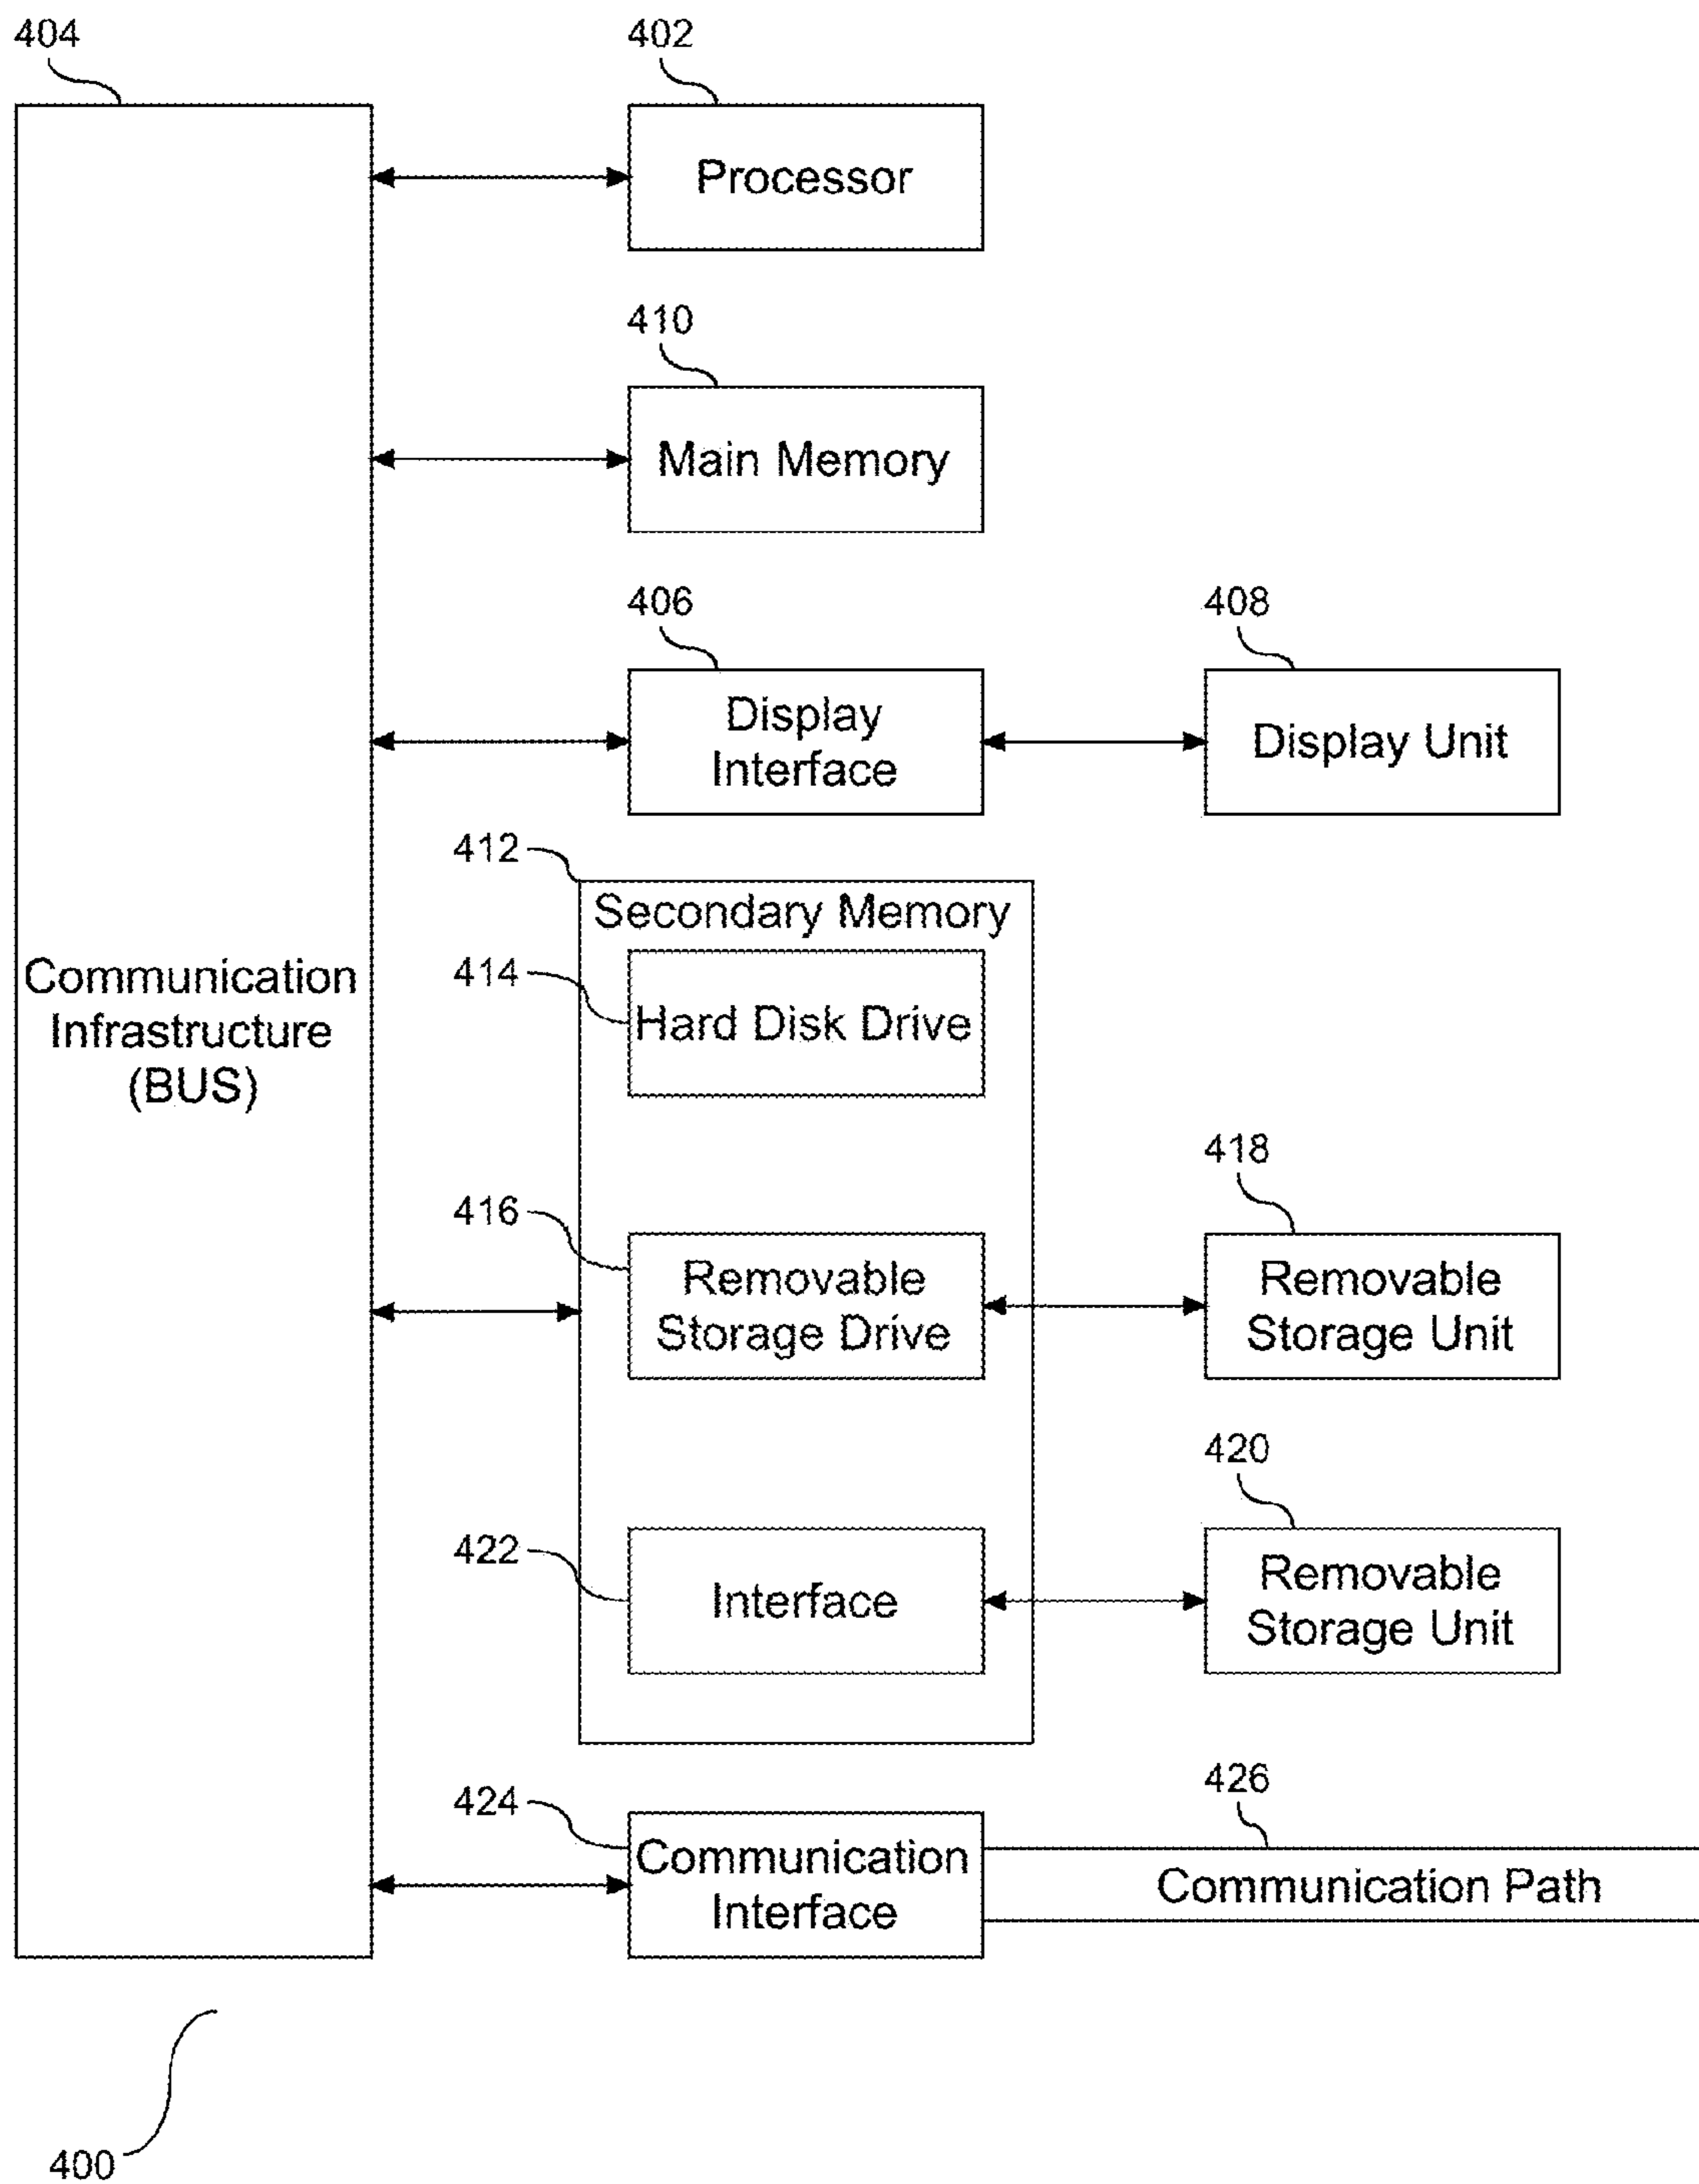 404
402
Processor
410
Main Memory
406
408
Display
Interface
Display Unit
412
Secondary Memory
414
Hard Disk Drive
Communication
Infrastructure
(BUS)
416
418
Removable
Storage Drive
Removable
Storage Unit
420
422
Interface
Removable
Storage Unit
424
426
Communication
Interface
Communication Path
400